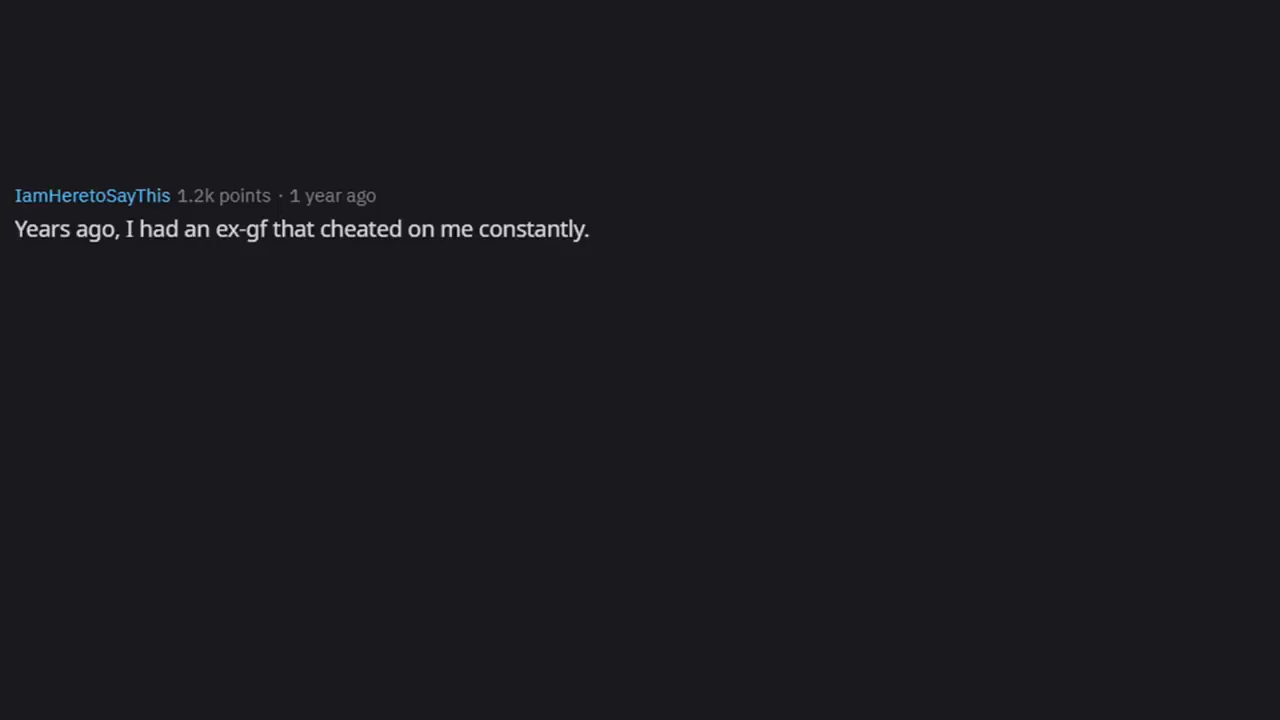 IamHeretoSayThis 1.2k points · 1 year ago
Years ago, I had an ex-gf that cheated on me constantly.